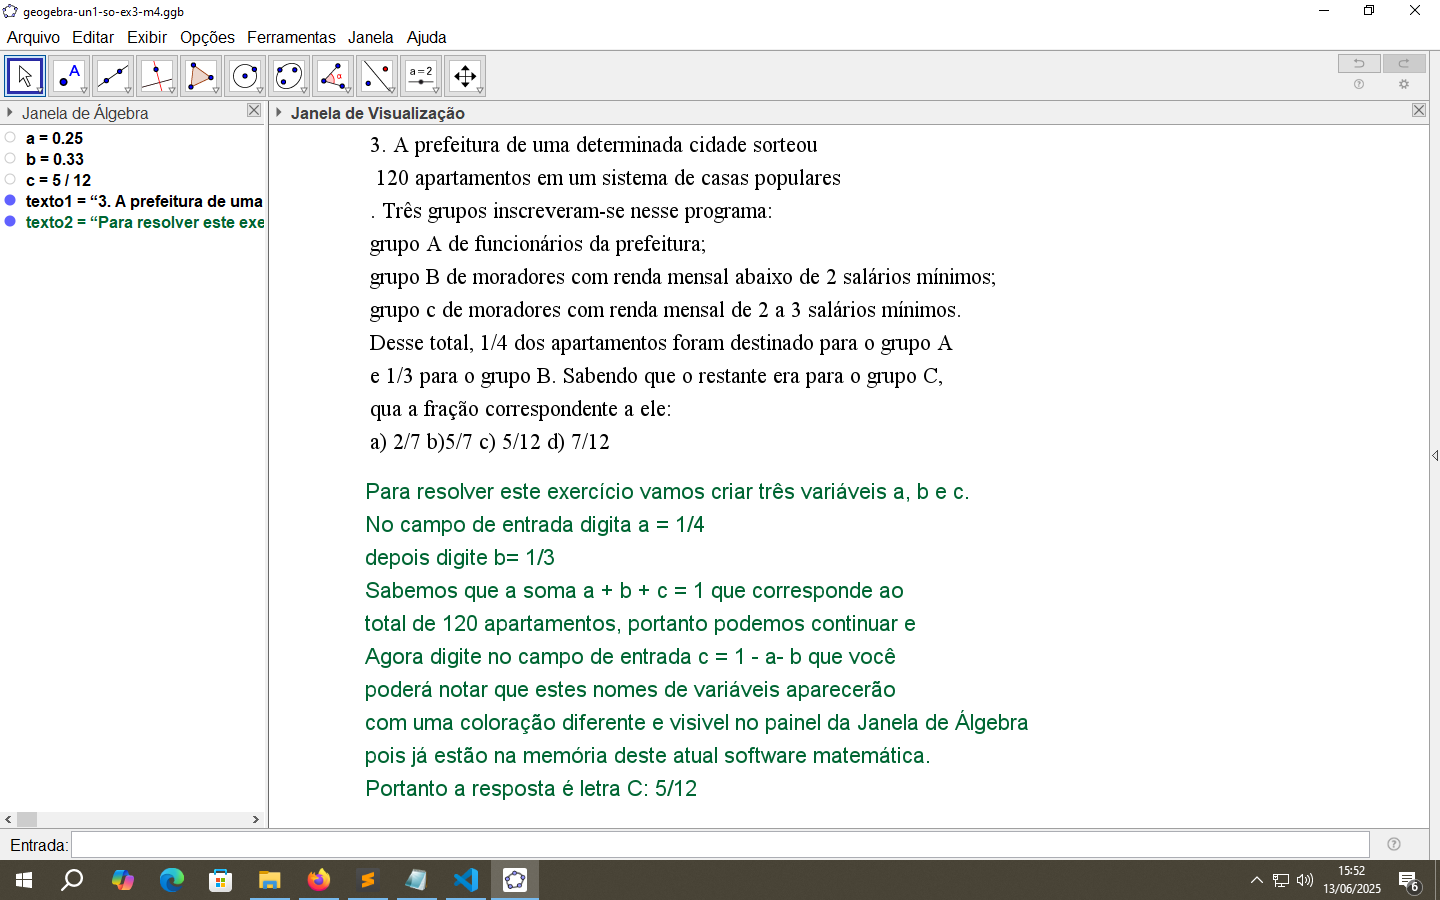 geogebra-un1-so-ex3-m4.ggb
Arquivo Editar Exibir Opções Ferramentas Janela Ajuda
A
α
a=2
Janela de Álgebra
Janela de Visualização
a = 0.25
b = 0.33
c = 5 / 12
texto1 = “3. A prefeitura de uma
texto2 = “Para resolver este exe
3. A prefeitura de uma determinada cidade sorteou
120 apartamentos em um sistema de casas populares
. Três grupos inscreveram-se nesse programa:
grupo A de funcionários da prefeitura;
grupo B de moradores com renda mensal abaixo de 2 salários mínimos;
grupo c de moradores com renda mensal de 2 a 3 salários mínimos.
Desse total, 1/4 dos apartamentos foram destinado para o grupo A
e 1/3 para o grupo B. Sabendo que o restante era para o grupo C,
qua a fração correspondente a ele:
a) 2/7 b)5/7 c) 5/12 d) 7/12
Para resolver este exercício vamos criar três variáveis a, b e c.
No campo de entrada digita a = 1/4
depois digite b= 1/3
Sabemos que a soma a + b + c = 1 que corresponde ao
total de 120 apartamentos, portanto podemos continuar e
Agora digite no campo de entrada c = 1 - a- b que você
poderá notar que estes nomes de variáveis aparecerão
com uma coloração diferente e visivel no painel da Janela de Álgebra
pois já estão na memória deste atual software matemática.
Portanto a resposta é letra C: 5/12
Entrada:
15:52
13/06/2025
6